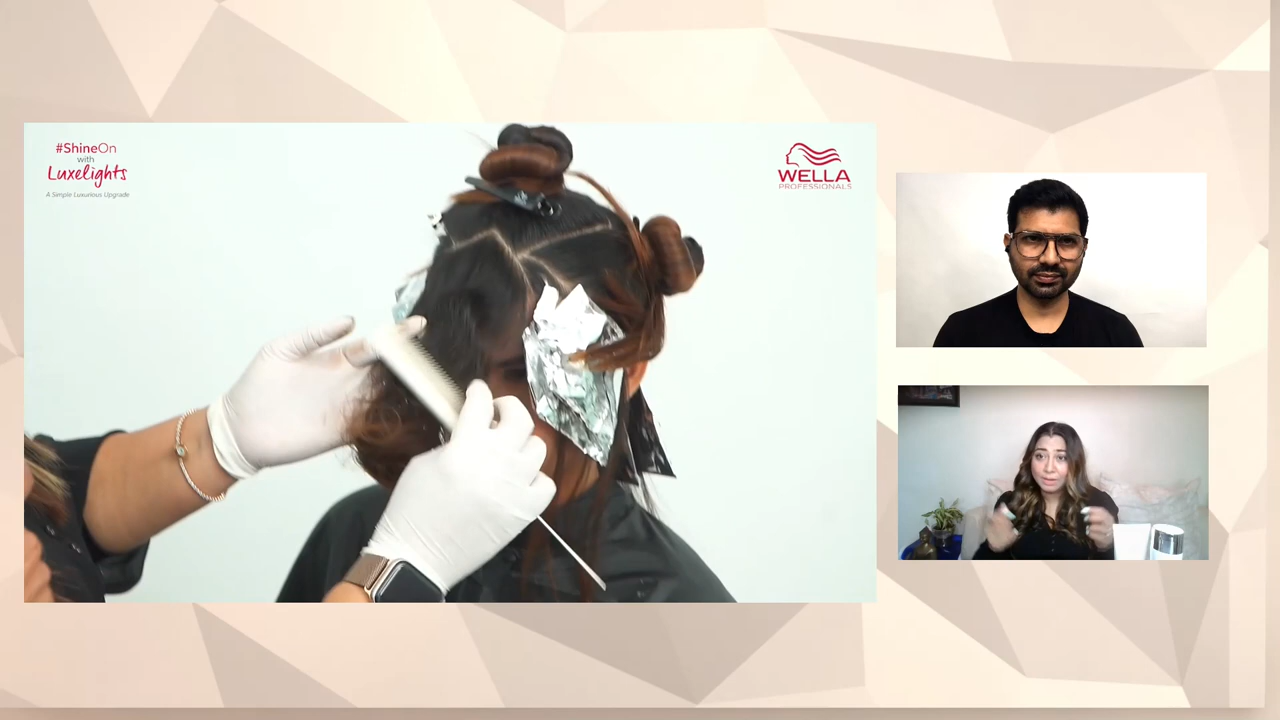 #ShineOn
with
Luxelights
A Simple Luxurious Upgrade
WELLA
PROFESSIONALS